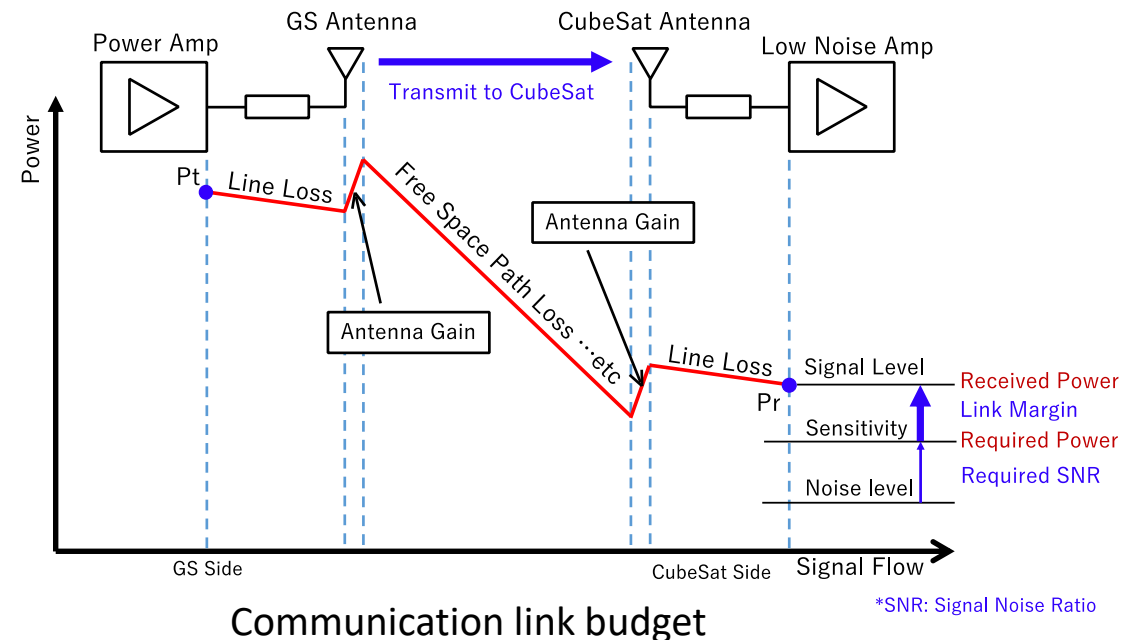 GS Antenna
CubeSat Antenna
Power Amp
Low Noise Amp
Transmit to CubeSat
Power
Pt
Line Loss
Free Space Path Loss …etc
Antenna Gain
Antenna Gain
Line Loss
Signal Level
Received Power
Pr
Link Margin
Sensitivity
Required Power
Required SNR
Noise level
GS Side
CubeSat Side
Signal Flow
*SNR: Signal Noise Ratio
Communication link budget